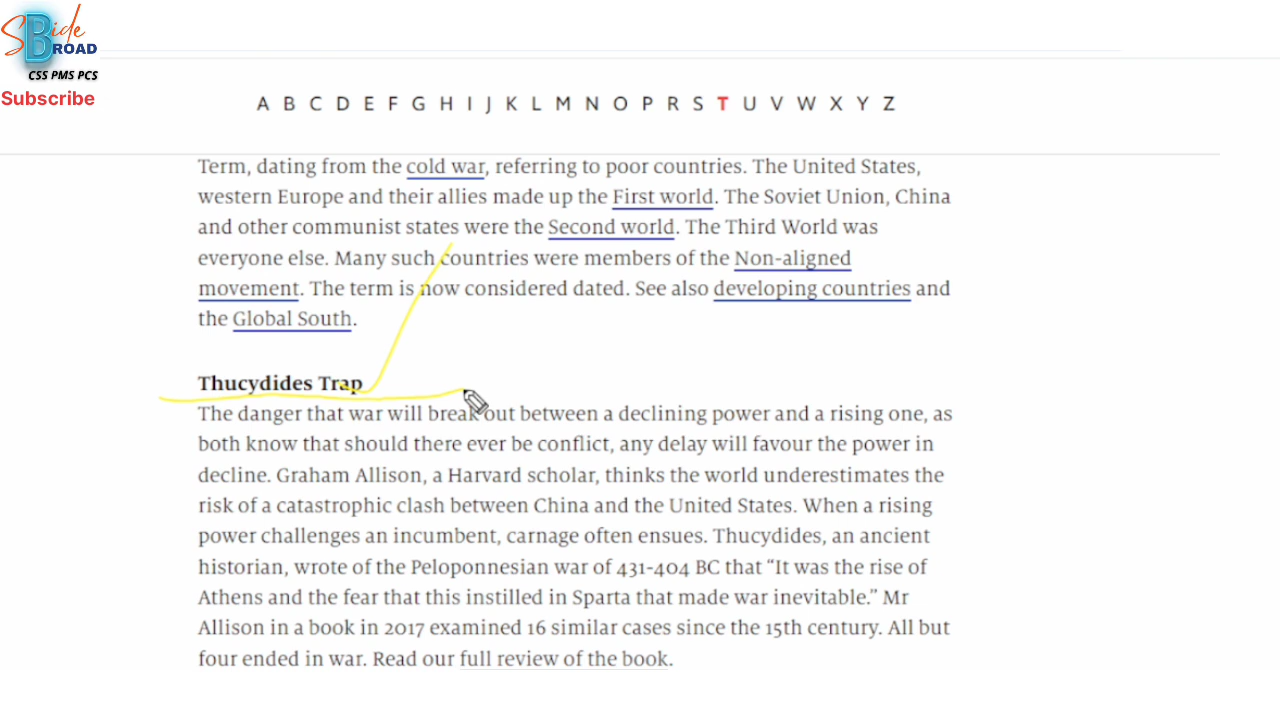 Side
BROAD
CSS PMS PCS
Subscribe
A B C D E F G H I J K L M N O P R S T U V W X Y Z
Term, dating from the cold war, referring to poor countries. The United States,
western Europe and their allies made up the First world. The Soviet Union, China
and other communist states were the Second world. The Third World was
everyone else. Many such countries were members of the Non-aligned
movement. The term is now considered dated. See also developing countries and
the Global South.
Thucydides Trap
The danger that war will break out between a declining power and a rising one, as
both know that should there ever be conflict, any delay will favour the power in
decline. Graham Allison, a Harvard scholar, thinks the world underestimates the
risk of a catastrophic clash between China and the United States. When a rising
power challenges an incumbent, carnage often ensues. Thucydides, an ancient
historian, wrote of the Peloponnesian war of 431-404 BC that “It was the rise of
Athens and the fear that this instilled in Sparta that made war inevitable.” Mr
Allison in a book in 2017 examined 16 similar cases since the 15th century. All but
four ended in war. Read our full review of the book.